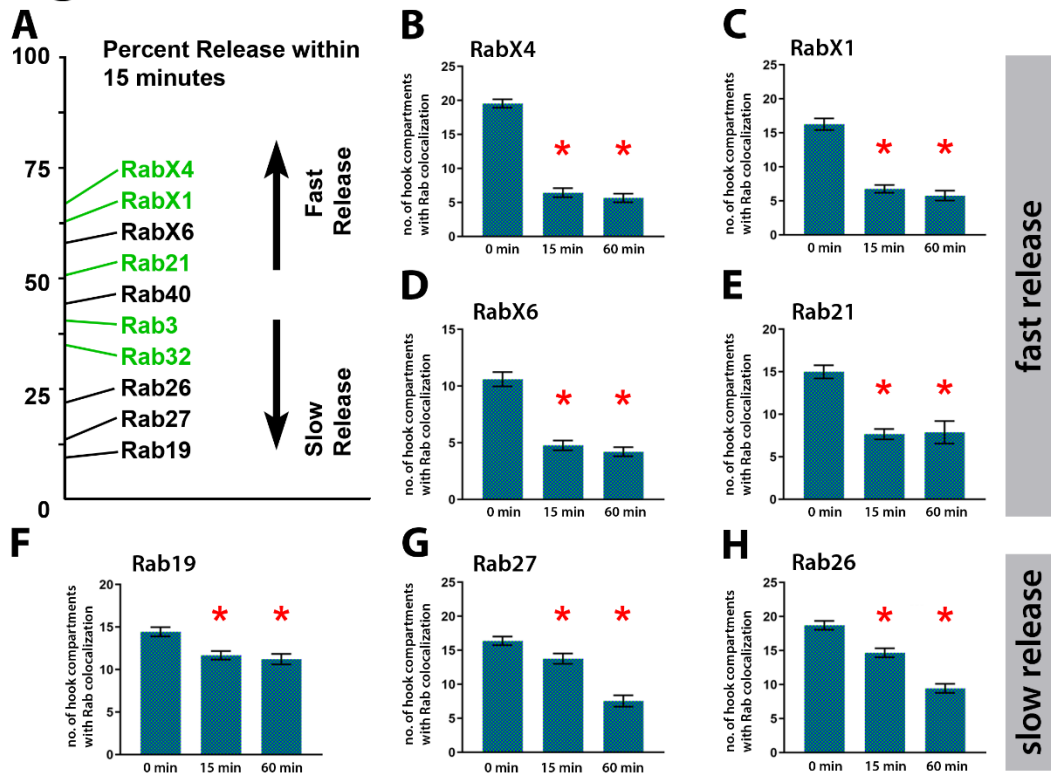 A
Percent Release within
15 minutes
100
75
50
25
0
RabX4
RabX1
RabX6
Rab21
Rab40
Rab3
Rab32
Rab26
Rab27
Rab19
Fast
Release
Slow
Release
B
RabX4
no. of hook compartments
with Rab colocalization
25
20
15
10
5
0
*
*
0 min 15 min 60 min
C
RabX1
no. of hook compartments
with Rab colocalization
25
20
15
10
5
0
*
*
0 min 15 min 60 min
D
RabX6
no. of hook compartments
with Rab colocalization
15
10
5
0
*
*
0 min 15 min 60 min
E
Rab21
no. of hook compartments
with Rab colocalization
20
15
10
5
0
*
*
0 min 15 min 60 min
fast release
F
Rab19
no. of hook compartments
with Rab colocalization
20
15
10
5
0
*
*
0 min 15 min 60 min
G
Rab27
no. of hook compartments
with Rab colocalization
25
20
15
10
5
0
*
*
0 min 15 min 60 min
H
Rab26
no. of hook compartments
with Rab colocalization
25
20
15
10
5
0
*
*
0 min 15 min 60 min
slow release